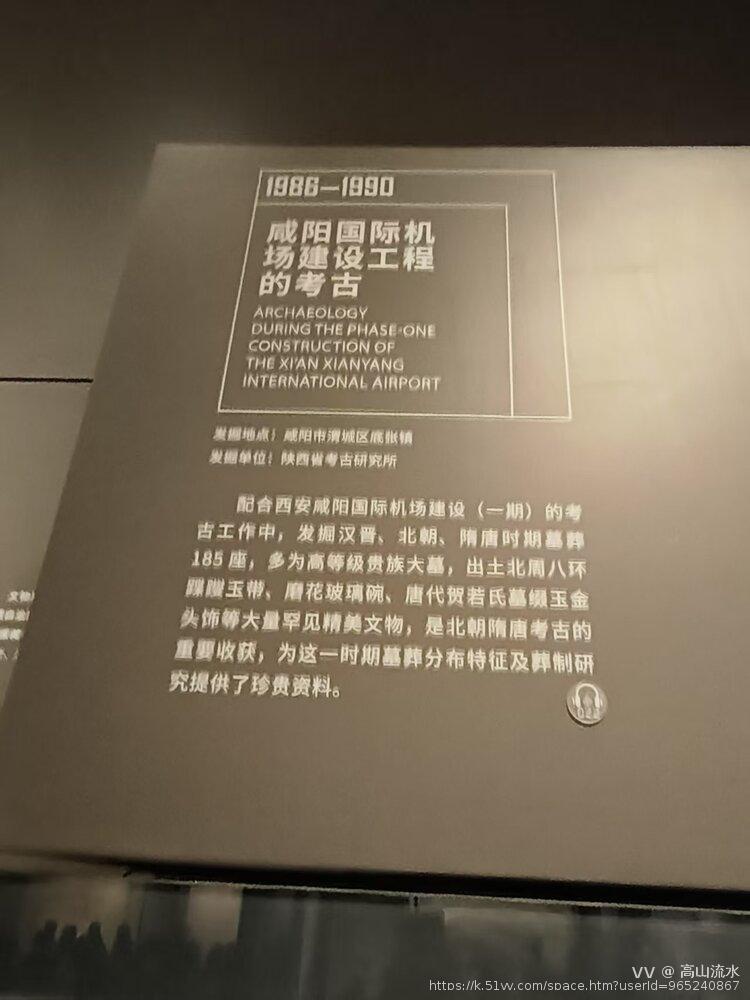 1986—1990
咸阳国际机
场建设工程
的考古
ARCHAEOLOGY
DURING THE PHASE-ONE
CONSTRUCTION OF
THE XI'AN XIANYANG
INTERNATIONAL AIRPORT
发掘地点：咸阳市渭城区底张镇
发掘单位：陕西省考古研究所
配合西安咸阳国际机场建设（一期）的考
古工作中，发掘汉晋、北朝、隋唐时期墓葬
185 座，多为高等级贵族大墓，出土北周八环
蹀躞玉带、磨花玻璃碗、唐代贺若氏墓缀玉金
头饰等大量罕见精美文物，是北朝隋唐考古的
重要收获，为这一时期墓葬分布特征及葬制研
究提供了珍贵资料。
VV @ 高山流水
https://k.51w.com/space.htm?userId=965240867